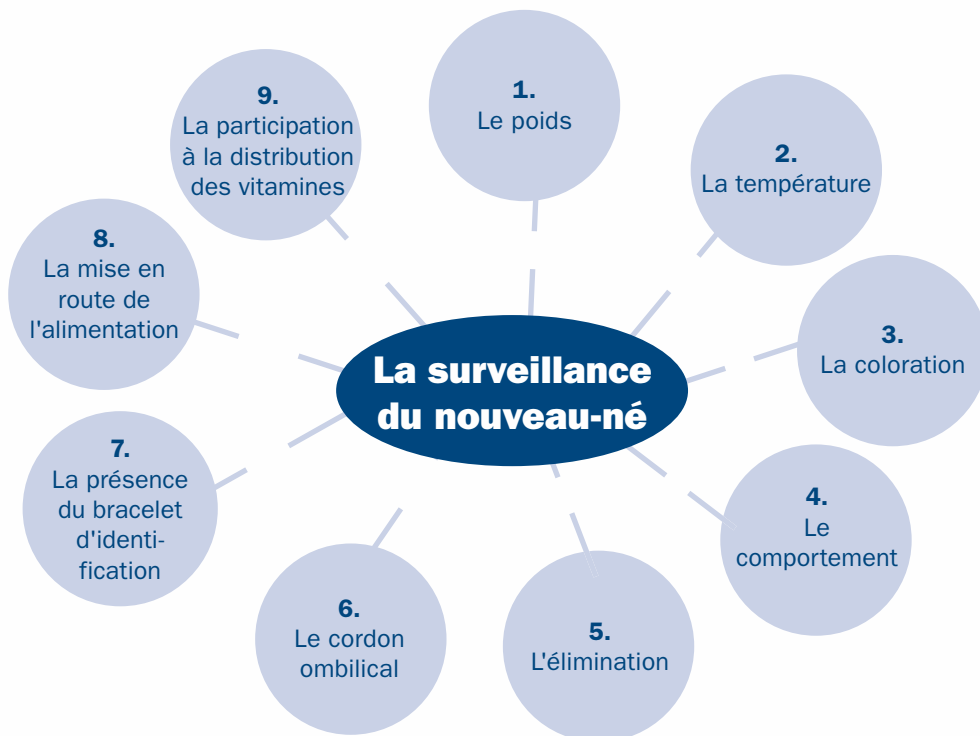 La surveillance
du nouveau-né
1.
Le poids
2.
La température
3.
La coloration
4.
Le
comportement
5.
L'élimination
6.
Le cordon
ombilical
7.
La présence
du bracelet
d'identi-
fication
8.
La mise en
route de
l'alimentation
9.
La participation
à la distribution
des vitamines